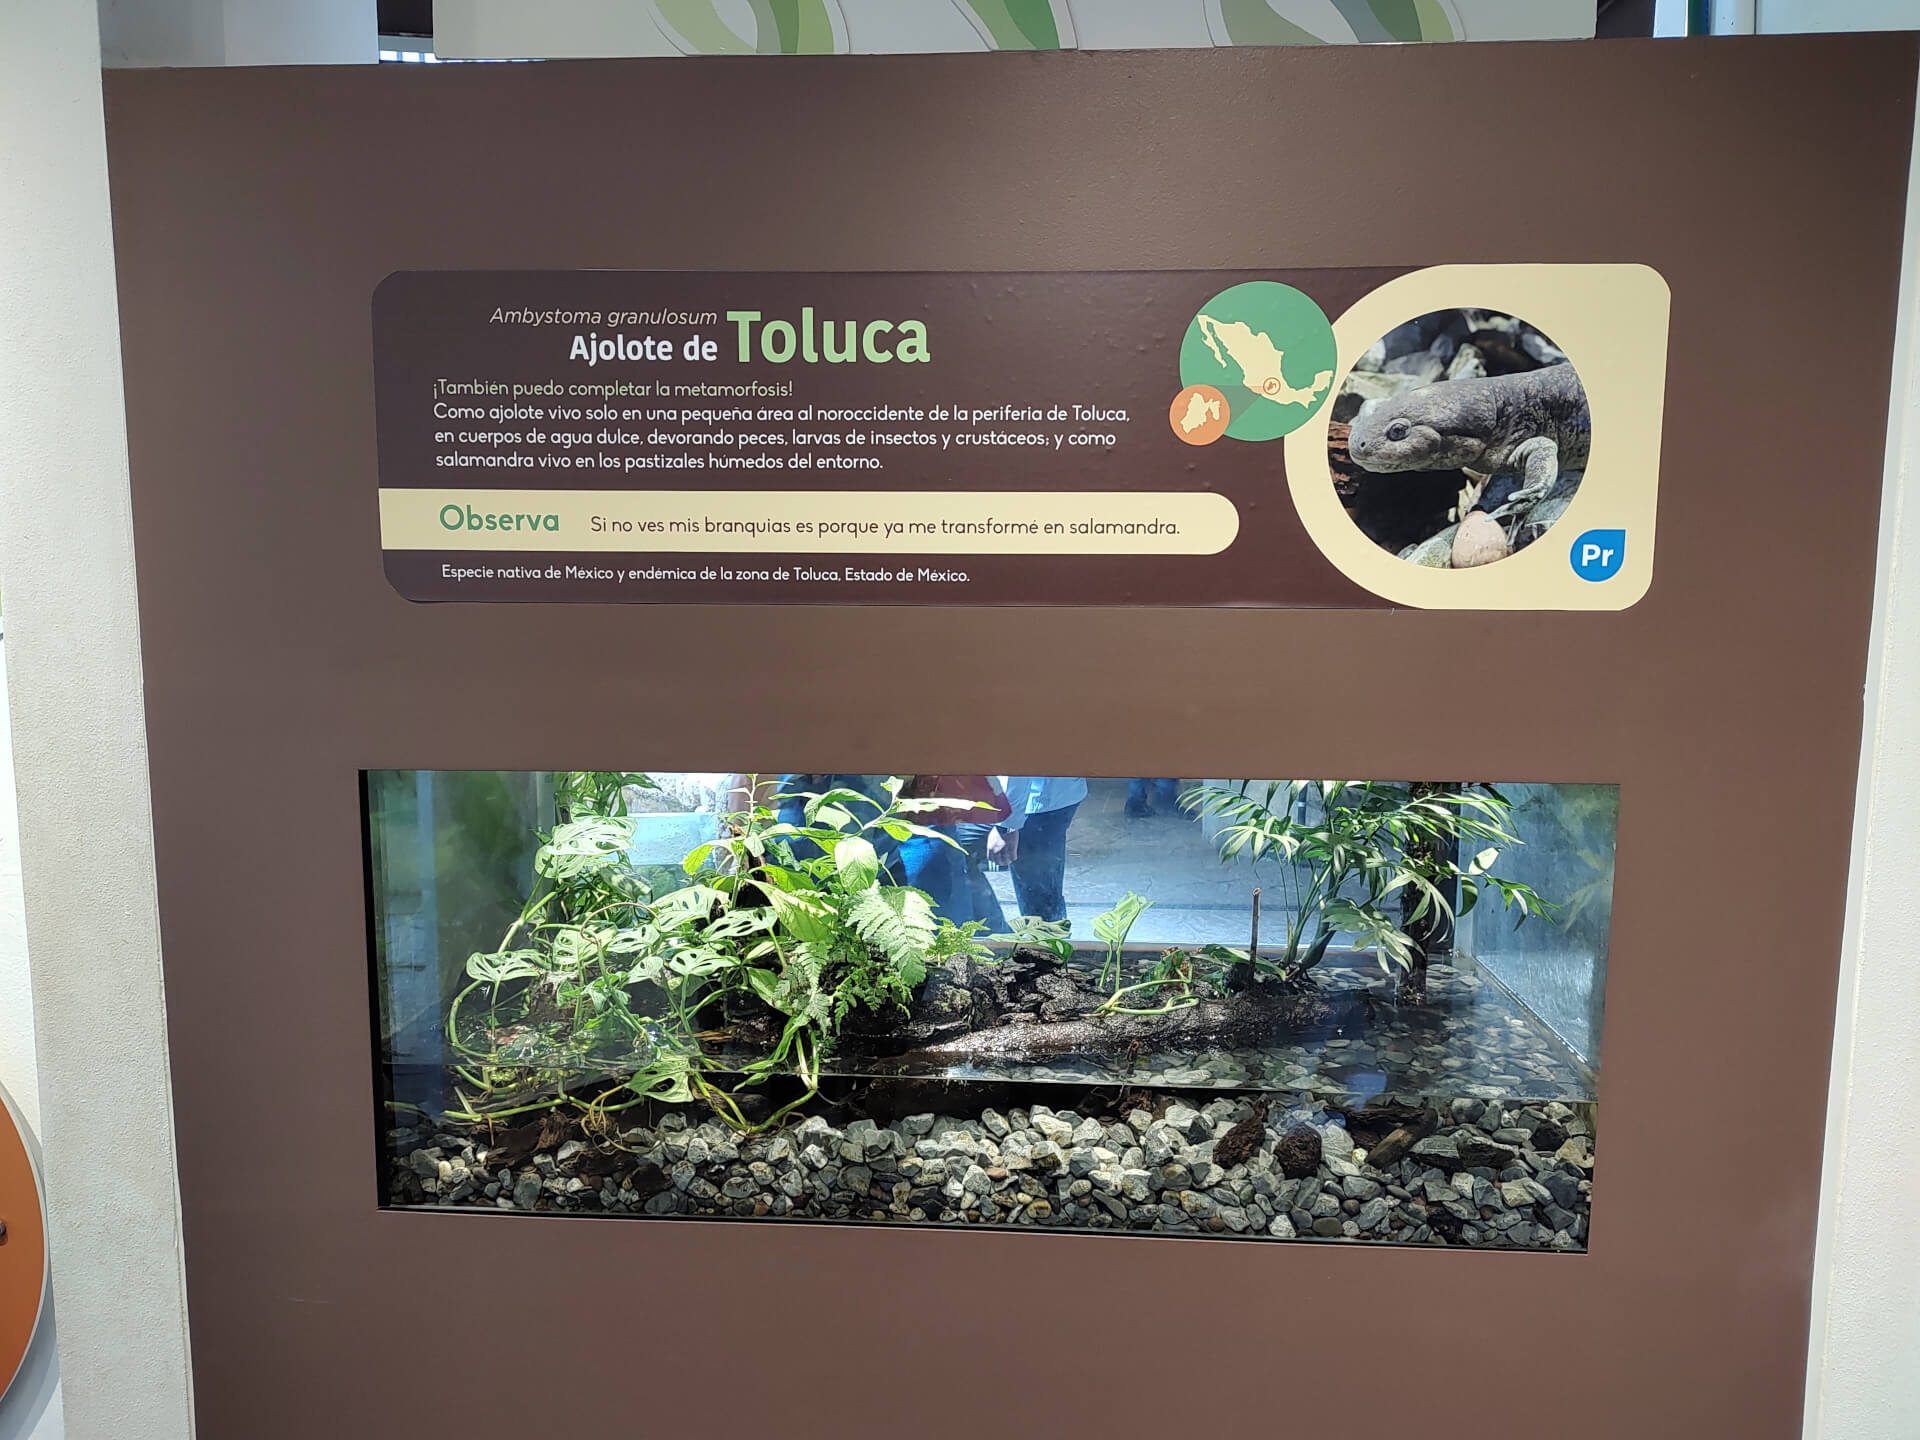 Ambystoma granulosum
Ajolote de Toluca
¡También puedo completar la metamorfosis!
Como ajolote vivo solo en una pequeña área al noroccidente de la periferia de Toluca,
en cuerpos de agua dulce, devorando peces, larvas de insectos y crustáceos; y como
salamandra vivo en los pastizales húmedos del entorno.
Observa Si no ves mis branquias es porque ya me transformé en salamandra.
Especie nativa de México y endémica de la zona de Toluca, Estado de México.
Pr